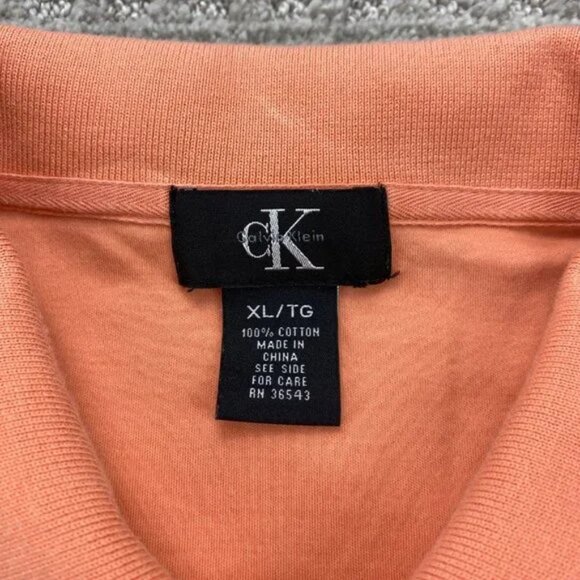 cK
Calvin Klein
XL/TG
100% COTTON
MADE IN
CHINA
SEE SIDE
FOR CARE
RN 36543